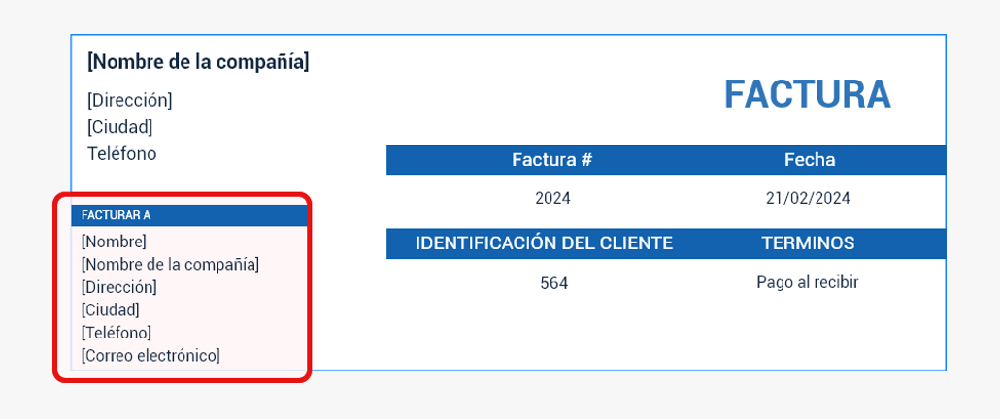 [Nombre de la compañía]
[Dirección]
[Ciudad]
Teléfono
FACTURA
Factura # Fecha
2024 21/02/2024
IDENTIFICACIÓN DEL CLIENTE TERMINOS
564 Pago al recibir
FACTURAR A
[Nombre]
[Nombre de la compañía]
[Dirección]
[Ciudad]
[Teléfono]
[Correo electrónico]